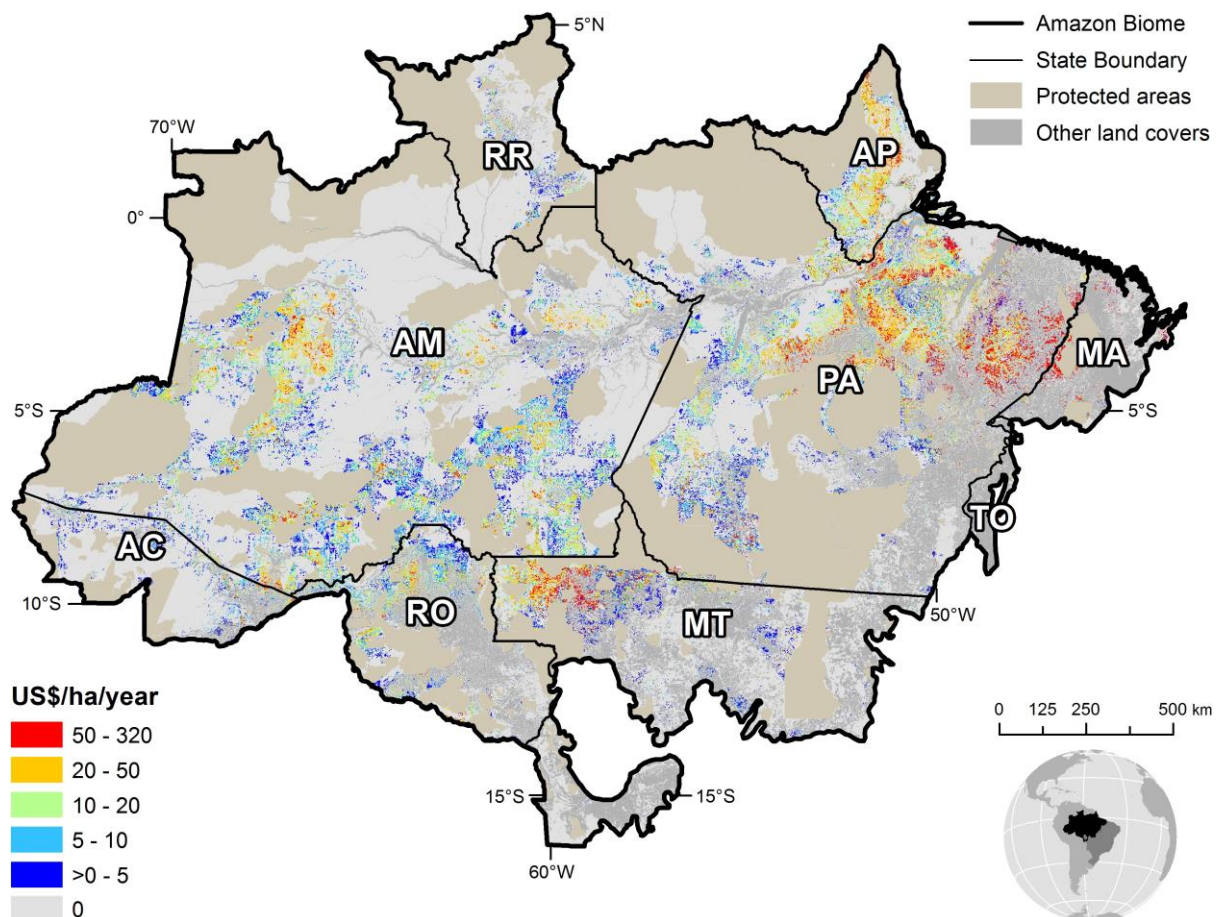 5°N
Amazon Biome
State Boundary
Protected areas
Other land covers
70°W
RR
AP
0°
AM
PA
MA
5°S
5°S
TO
AC
10°S
50°W
RO
MT
US$/ha/year
50 - 320
20 - 50
10 - 20
5 - 10
>0 - 5
0
0 125 250 500 km
15°S
15°S
60°W